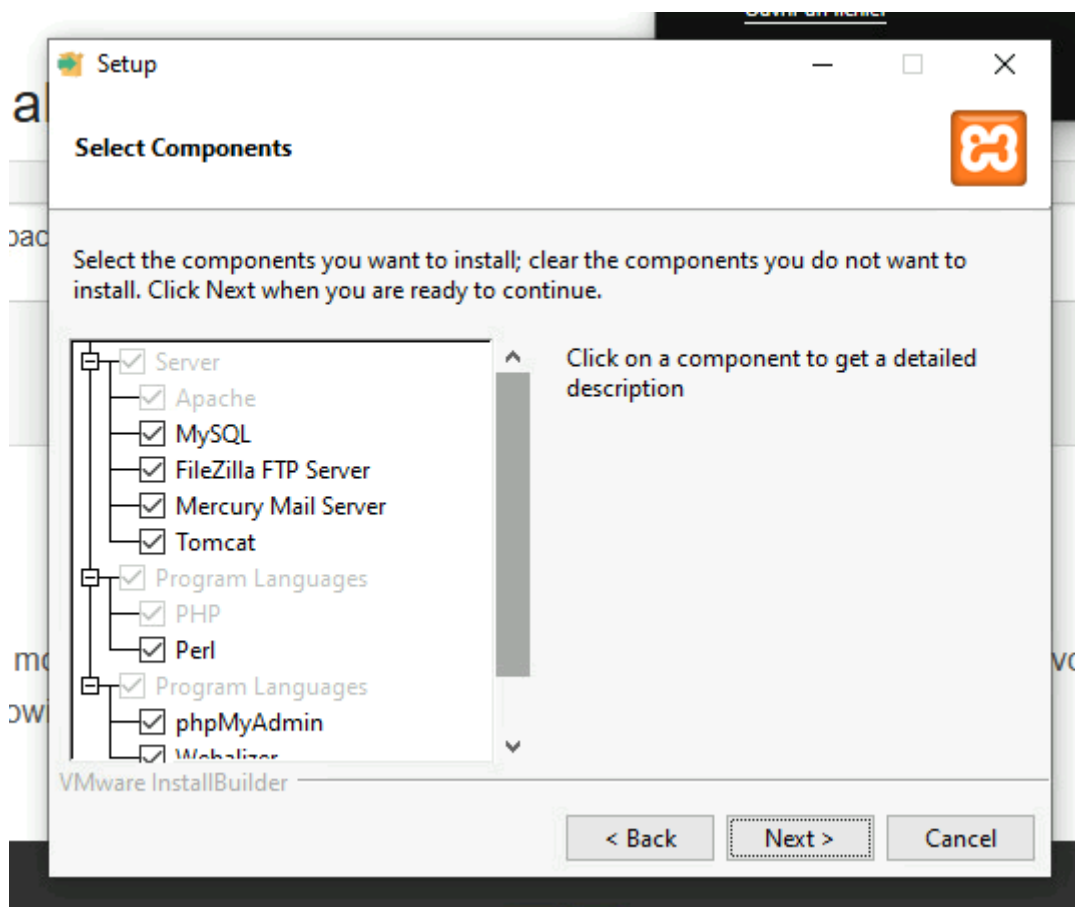 Setup
Select Components
Select the components you want to install; clear the components you do not want to
install. Click Next when you are ready to continue.
Server
Apache
MySQL
FileZilla FTP Server
Mercury Mail Server
Tomcat
Program Languages
PHP
Perl
Program Languages
phpMyAdmin
Webalizer
Click on a component to get a detailed
description
VMware InstallBuilder
< Back
Next >
Cancel